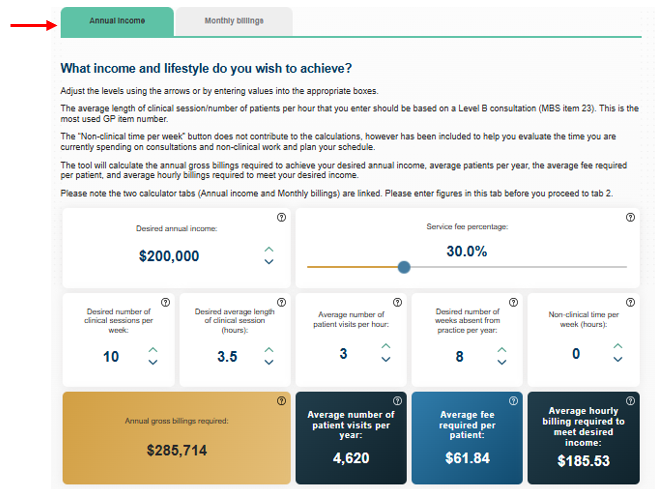 Annual Income
Monthly billings
What income and lifestyle do you wish to achieve?
Adjust the levels using the arrows or by entering values into the appropriate boxes.
The average length of clinical session/number of patients per hour that you enter should be based on a Level B consultation (MBS item 23). This is the
most used GP item number.
The "Non-clinical time per week" button does not contribute to the calculations, however has been included to help you evaluate the time you are
currently spending on consultations and non-clinical work and plan your schedule.
The tool will calculate the annual gross billings required to achieve your desired annual income, average patients per year, the average fee required
per patient, and average hourly billings required to meet your desired income.
Please note the two calculator tabs (Annual income and Monthly billings) are linked. Please enter figures in this tab before you proceed to tab 2.
Desired annual income:
$200,000
Service fee percentage:
30.0%
Desired number of
clinical sessions per
week:
10
Desired average length
of clinical session
(hours):
3.5
Average number of
patient visits per hour:
3
Desired number of
weeks absent from
practice per year:
8
Non-clinical time per
week (hours):
0
Annual gross billings required:
$285,714
Average number of
patient visits per
year:
4,620
Average fee
required per
patient:
$61.84
Average hourly
billing required to
meet desired
income:
$185.53